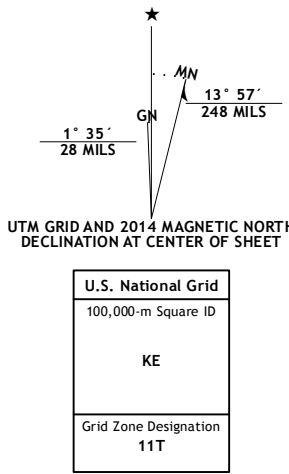 ★
MN
GN
13° 57´
248 MILS
1° 35´
28 MILS
UTM GRID AND 2014 MAGNETIC NORTH
DECLINATION AT CENTER OF SHEET
U.S. National Grid
100,000-m Square ID
KE
Grid Zone Designation
11T